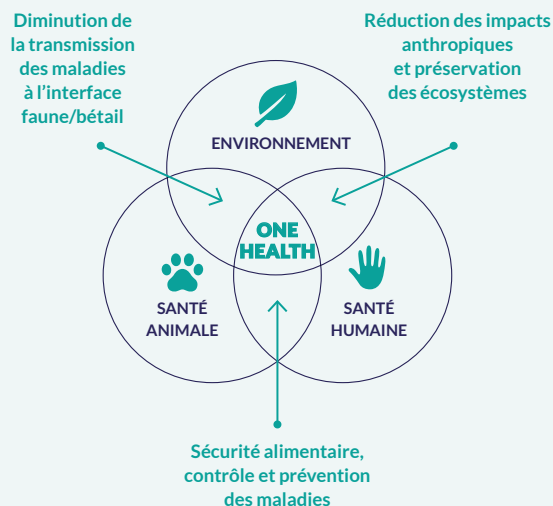 Diminution de
la transmission
des maladies
à l’interface
faune/bétail
Réduction des impacts
anthropiques
et préservation
des écosystèmes
ENVIRONNEMENT
ONE
HEALTH
SANTÉ
ANIMALE
SANTÉ
HUMAINE
Sécurité alimentaire,
contrôle et prévention
des maladies